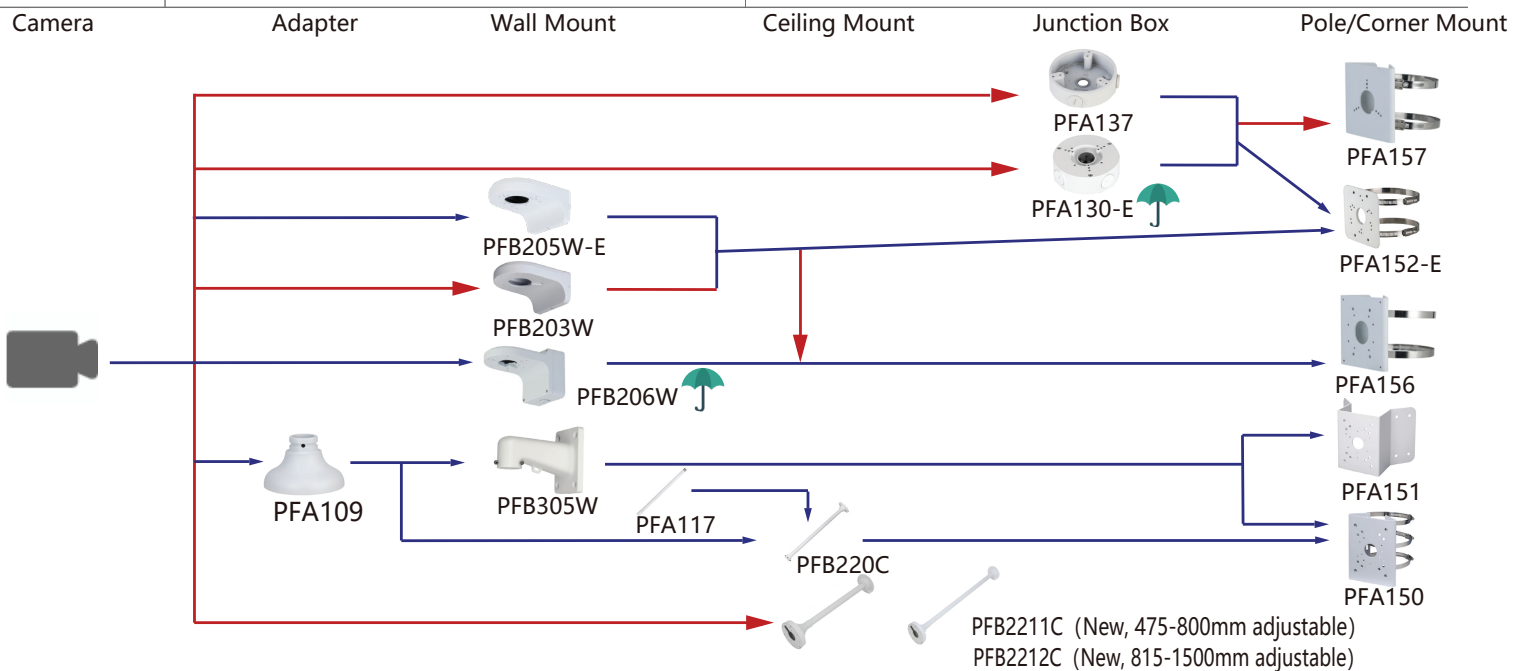 Camera Adapter Wall Mount Ceiling Mount Junction Box Pole/Corner Mount
PFA137
PFA157
PFA130-E
PFB205W-E
PFA152-E
PFB203W
PFB206W
PFA156
PFA109
PFB305W
PFA117
PFA151
PFB220C
PFA150
PFB2211C (New, 475-800mm adjustable)
PFB2212C (New, 815-1500mm adjustable)